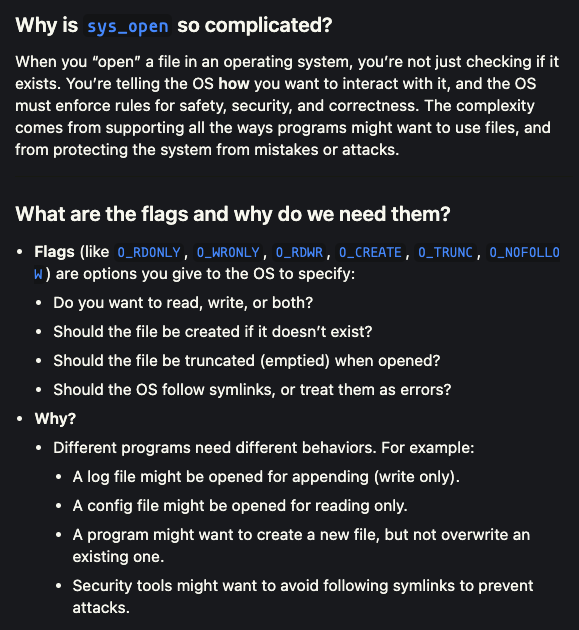 Why is sys_open so complicated?
When you “open” a file in an operating system, you’re not just checking if it
exists. You’re telling the OS how you want to interact with it, and the OS
must enforce rules for safety, security, and correctness. The complexity
comes from supporting all the ways programs might want to use files, and
from protecting the system from mistakes or attacks.
What are the flags and why do we need them?
• Flags (like O_RDONLY, O_WRONLY, O_RDWR, O_CREATE, O_TRUNC, O_NOFOLLO
W) are options you give to the OS to specify:
• Do you want to read, write, or both?
• Should the file be created if it doesn’t exist?
• Should the file be truncated (emptied) when opened?
• Should the OS follow symlinks, or treat them as errors?
• Why?
• Different programs need different behaviors. For example:
• A log file might be opened for appending (write only).
• A config file might be opened for reading only.
• A program might want to create a new file, but not overwrite an
existing one.
• Security tools might want to avoid following symlinks to prevent
attacks.